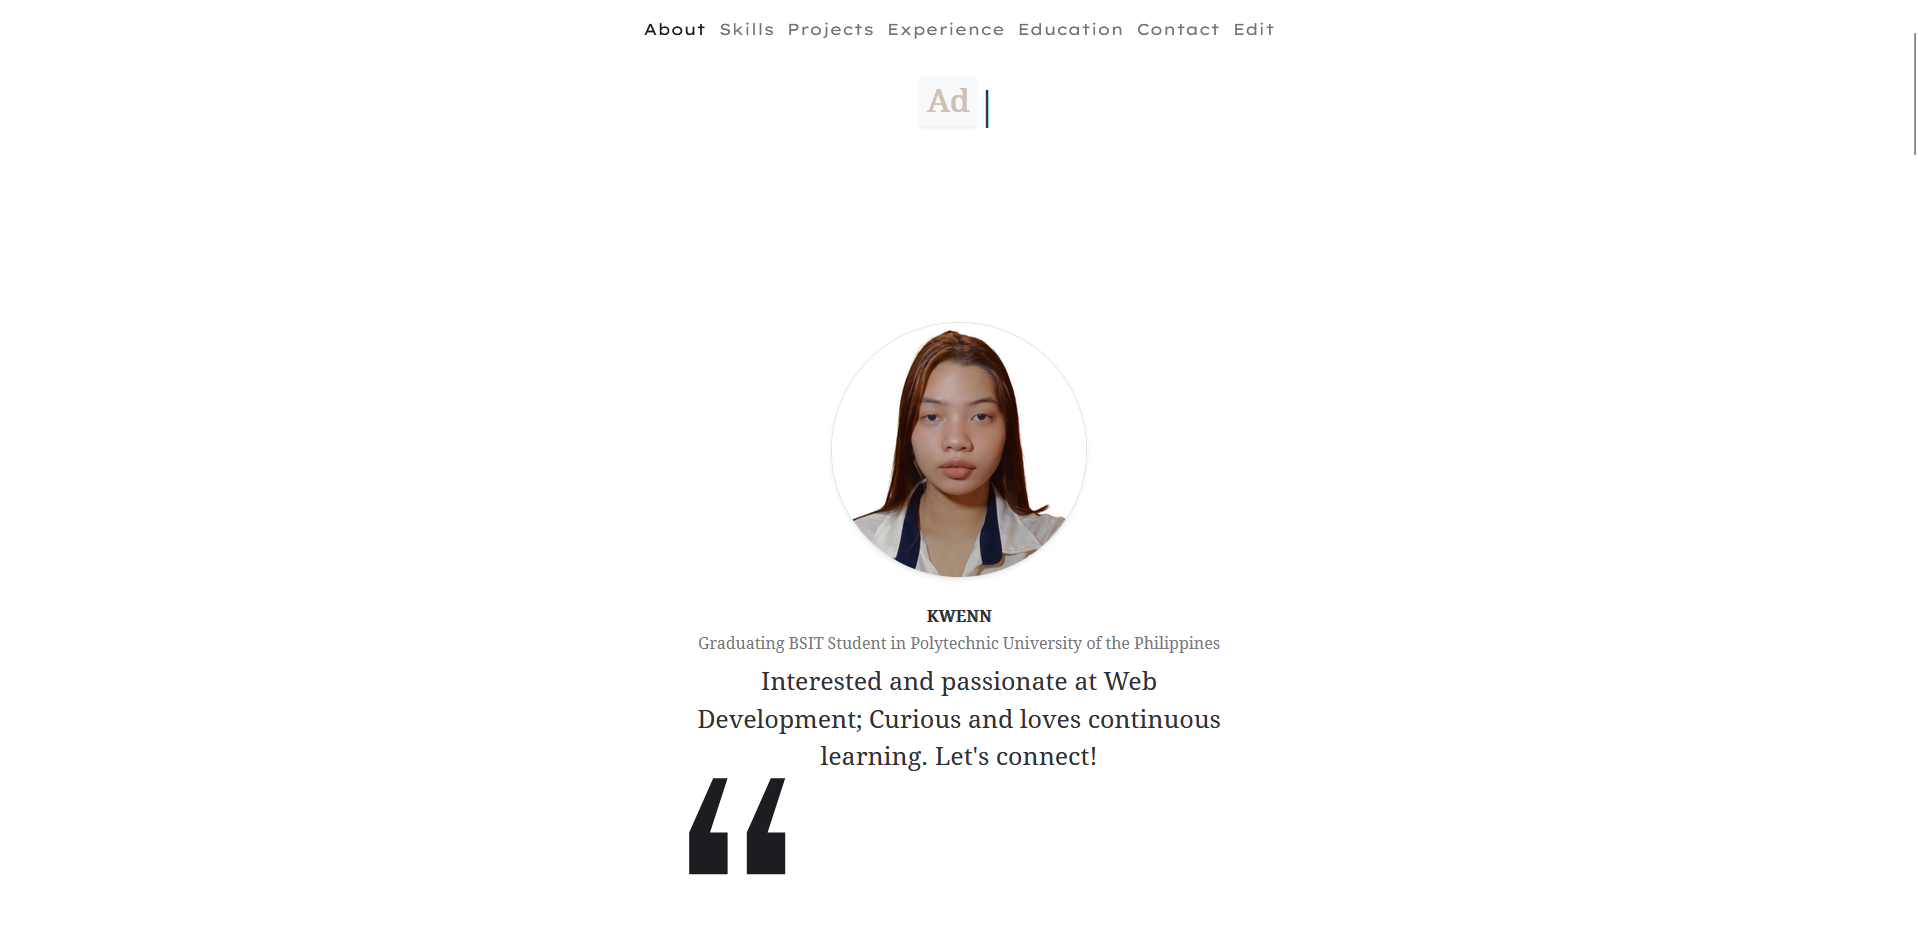 About Skills Projects Experience Education Contact Edit
Ad
KWENN
Graduating BSIT Student in Polytechnic University of the Philippines
Interested and passionate at Web
Development; Curious and loves continuous
learning. Let's connect!
“